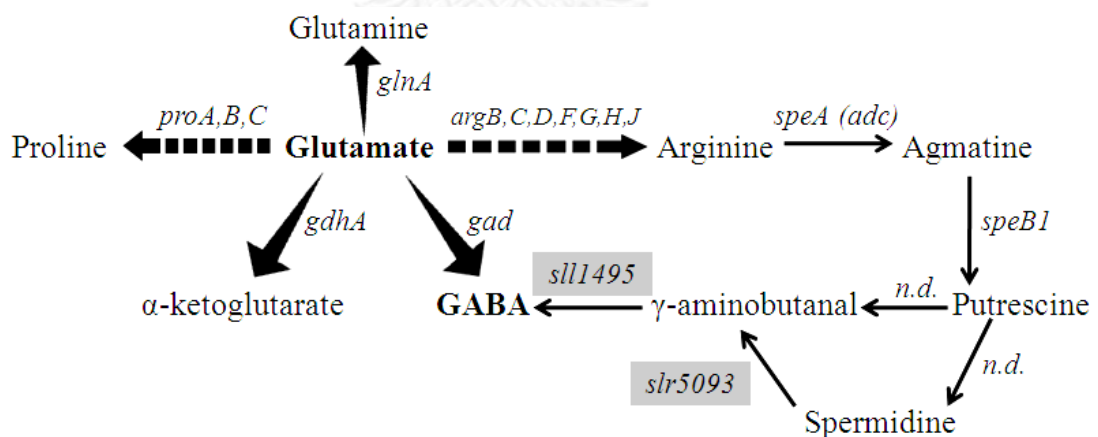 Glutamine
glnA
proA,B,C
argB,C,D,F,G,H,J
speA (adc)
Proline
Glutamate
Arginine
Agmatine
gdhA
gad
speB1
sll1495
n.d.
α-ketoglutarate
GABA
γ-aminobutanal
Putrescine
slr5093
n.d.
Spermidine